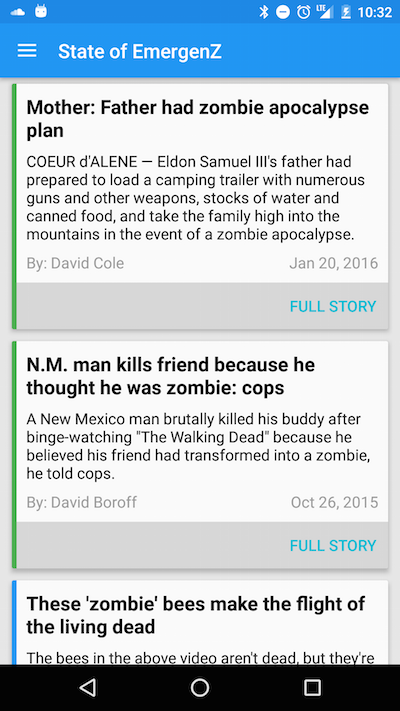 LTE 10:32
State of EmergenZ
Mother: Father had zombie apocalypse
plan
COEUR d'ALENE — Eldon Samuel III's father had
prepared to load a camping trailer with numerous
guns and other weapons, stocks of water and
canned food, and take the family high into the
mountains in the event of a zombie apocalypse.
By: David Cole Jan 20, 2016
FULL STORY
N.M. man kills friend because he
thought he was zombie: cops
A New Mexico man brutally killed his buddy after
binge-watching "The Walking Dead" because he
believed his friend had transformed into a zombie,
he told cops.
By: David Boroff Oct 26, 2015
FULL STORY
These 'zombie' bees make the flight of
the living dead
The bees in the above video aren't dead, but they're